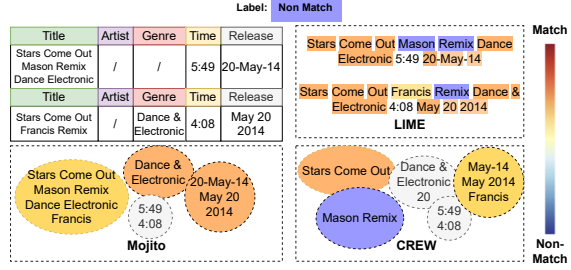 Label: Non Match
Title Artist Genre Time Release
Stars Come Out
Mason Remix
Dance Electronic
/ / 5:49 20-May-14
Title Artist Genre Time Release
Stars Come Out
Francis Remix
/ Dance &
Electronic
4:08 May 20
2014
Stars Come Out Mason Remix Dance
Electronic 5:49 20-May-14
Stars Come Out Francis Remix Dance &
Electronic 4:08 May 20 2014
LIME
Match
Non-
Match
Stars Come Out
Mason Remix
Dance Electronic
Francis
Dance &
Electronic
20-May-14
May 20
2014
5:49
4:08
Mojito
Stars Come Out
Mason Remix
Dance &
Electronic
20
5:49
4:08
May-14
May 2014
Francis
CREW